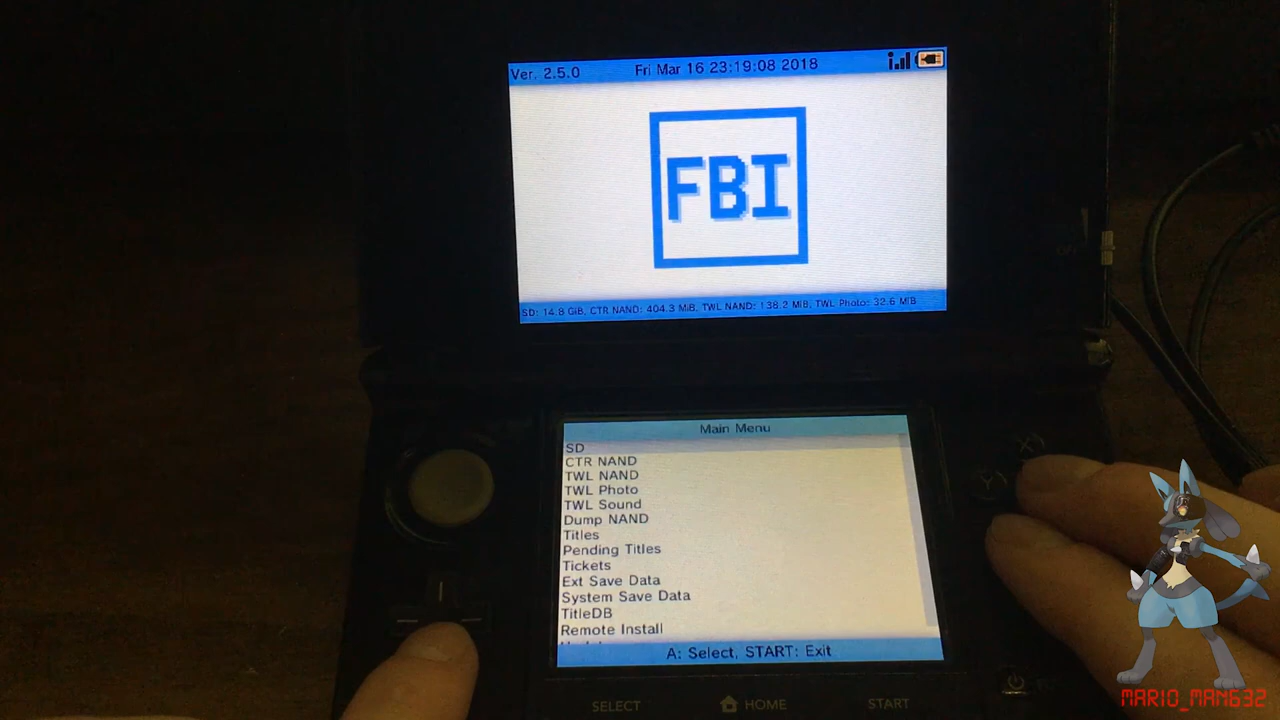 Ver. 2.5.0
Fri Mar 16 23:19:08 2018
FBI
SD: 14.8 GiB, CTR NAND: 404.3 MiB, TWL NAND: 138.2 MiB, TWL Photo: 32.6 MiB
Main Menu
SD
CTR NAND
TWL NAND
TWL Photo
TWL Sound
Dump NAND
Titles
Pending Titles
Tickets
Ext Save Data
System Save Data
TitleDB
Remote Install
A: Select, START: Exit
SELECT
HOME
START
X
Y
MARIO_MAN632